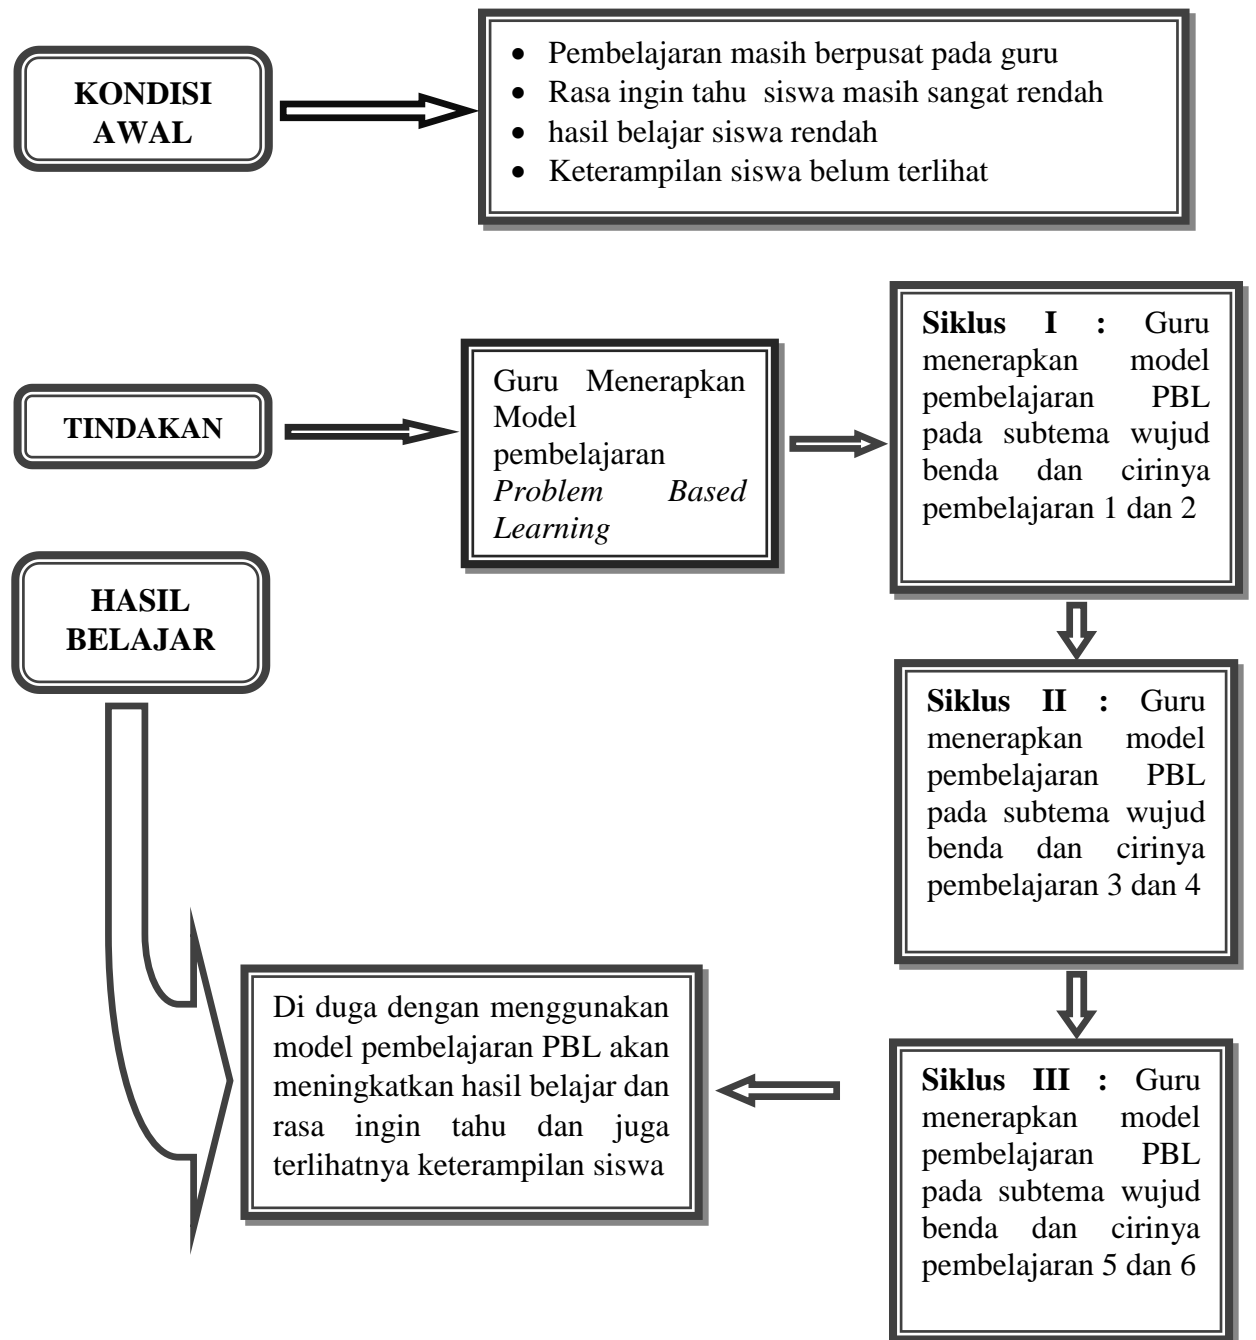 KONDISI
AWAL
• Pembelajaran masih berpusat pada guru
• Rasa ingin tahu siswa masih sangat rendah
• hasil belajar siswa rendah
• Keterampilan siswa belum terlihat
TINDAKAN
Guru Menerapkan
Model
pembelajaran
Problem Based
Learning
Siklus I : Guru
menerapkan model
pembelajaran PBL
pada subtema wujud
benda dan cirinya
pembelajaran 1 dan 2
Siklus II : Guru
menerapkan model
pembelajaran PBL
pada subtema wujud
benda dan cirinya
pembelajaran 3 dan 4
Siklus III : Guru
menerapkan model
pembelajaran PBL
pada subtema wujud
benda dan cirinya
pembelajaran 5 dan 6
HASIL
BELAJAR
Di duga dengan menggunakan
model pembelajaran PBL akan
meningkatkan hasil belajar dan
rasa ingin tahu dan juga
terlihatnya keterampilan siswa